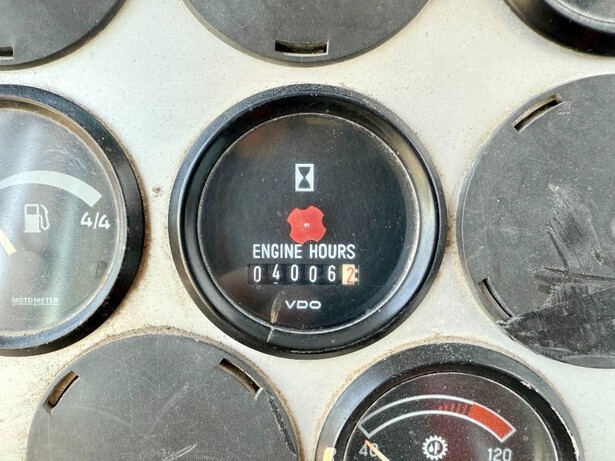 4/4
MOTOMETER
ENGINE HOURS
040062
VDO
40
120